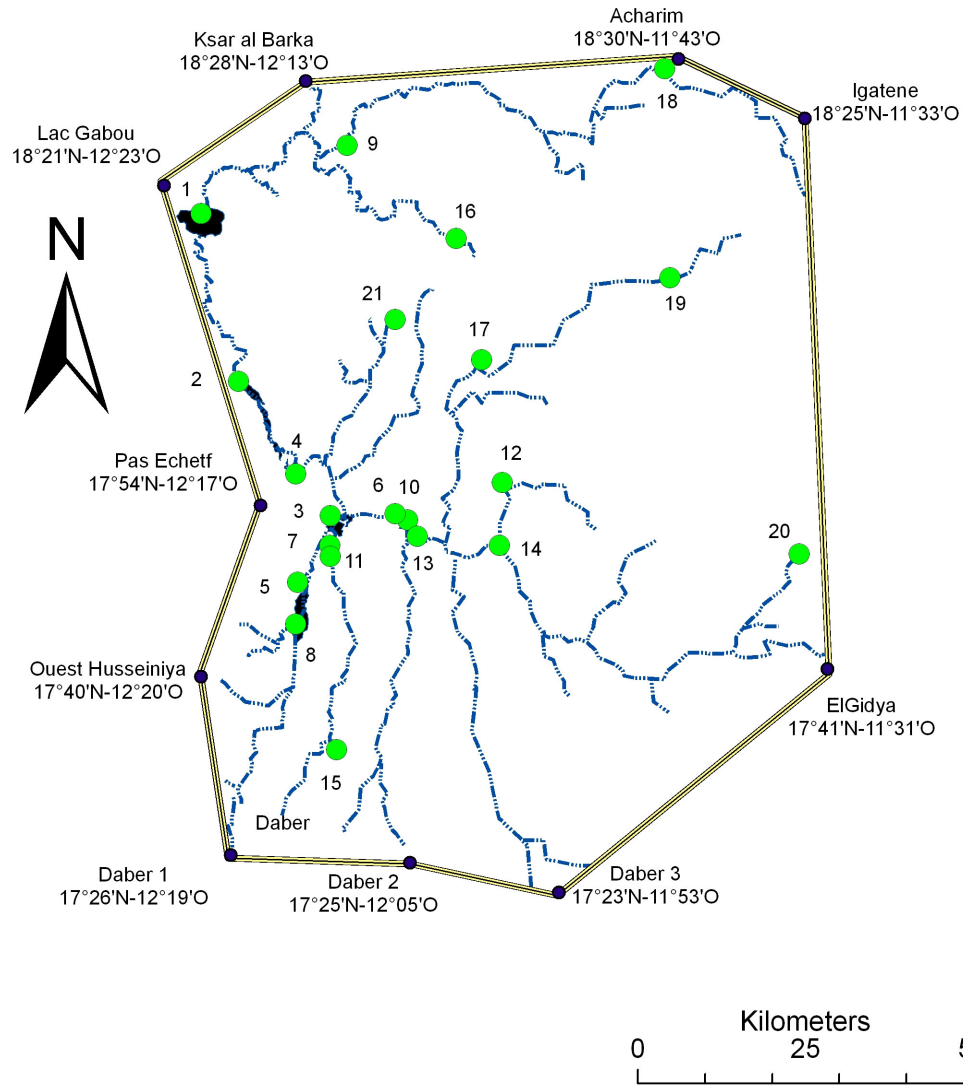 Acharim
18°30'N-11°43'O
Ksar al Barka
18°28'N-12°13'O
Igatene
18°25'N-11°33'O
18
Lac Gabou
18°21'N-12°23'O
9
1
16
N
21
19
17
2
4
12
Pas Echetf
17°54'N-12°17'O
6 10
3
7
11
13
14
20
5
8
Ouest Husseiniya
17°40'N-12°20'O
ElGidya
17°41'N-11°31'O
15
Daber
Daber 1
17°26'N-12°19'O
Daber 2
17°25'N-12°05'O
Daber 3
17°23'N-11°53'O
Kilometers
0 25 5